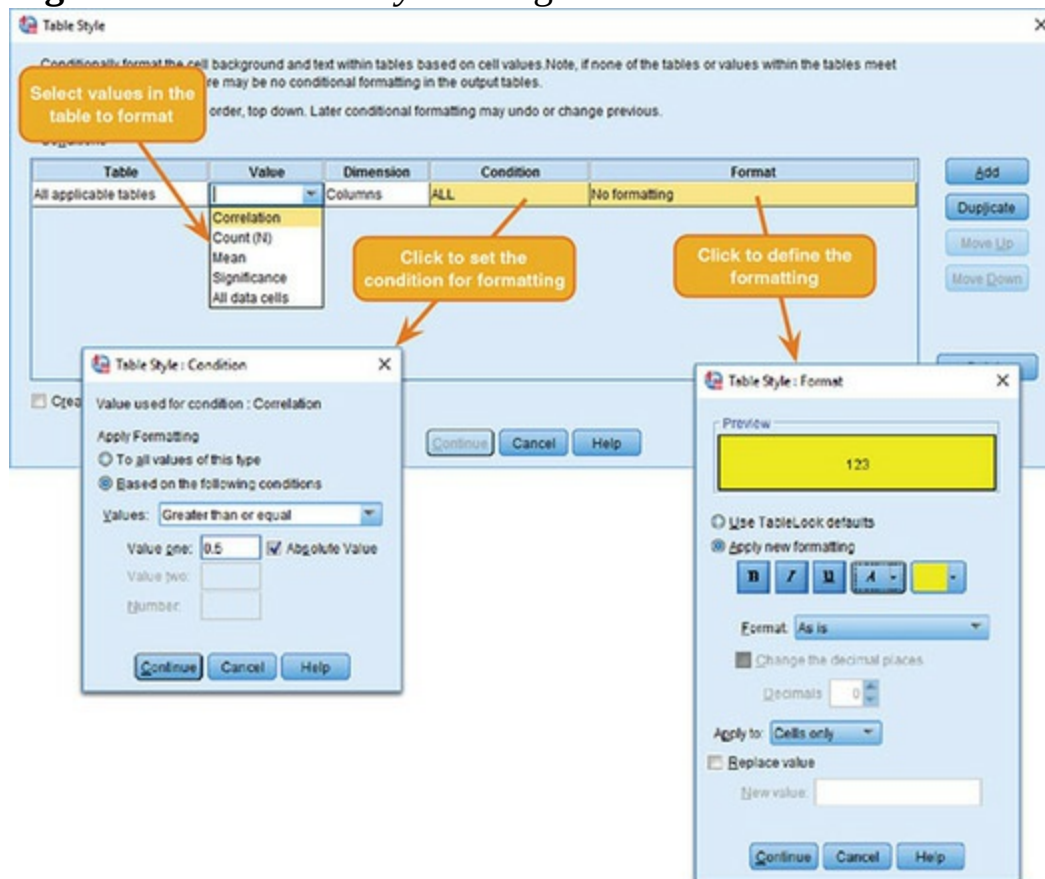 Table Style
Conditionally format the cell background and text within tables based on cell values.Note, if none of the tables or values within the tables meet
re may be no conditional formatting in the output tables.
order, top down. Later conditional formatting may undo or change previous.
Select values in the
table to format
Table Value Dimension Condition Format
All applicable tables Columns ALL No formatting
Correlation
Count (N)
Mean
Significance
All data cells
Add
Duplicate
Move Up
Move Down
Click to set the
condition for formatting
Click to define the
formatting
Crea
Continue Cancel Help
Table Style : Condition
Value used for condition : Correlation
Apply Formatting
To all values of this type
Based on the following conditions
Values: Greater than or equal
Value one: 0.5 Absolute Value
Value two:
Number:
Continue Cancel Help
Table Style : Format
Preview
123
Use TableLook defaults
Apply new formatting
B I U A
Format: As is
Change the decimal places
Decimals 0
Apply to: Cells only
Replace value
New value:
Continue Cancel Help